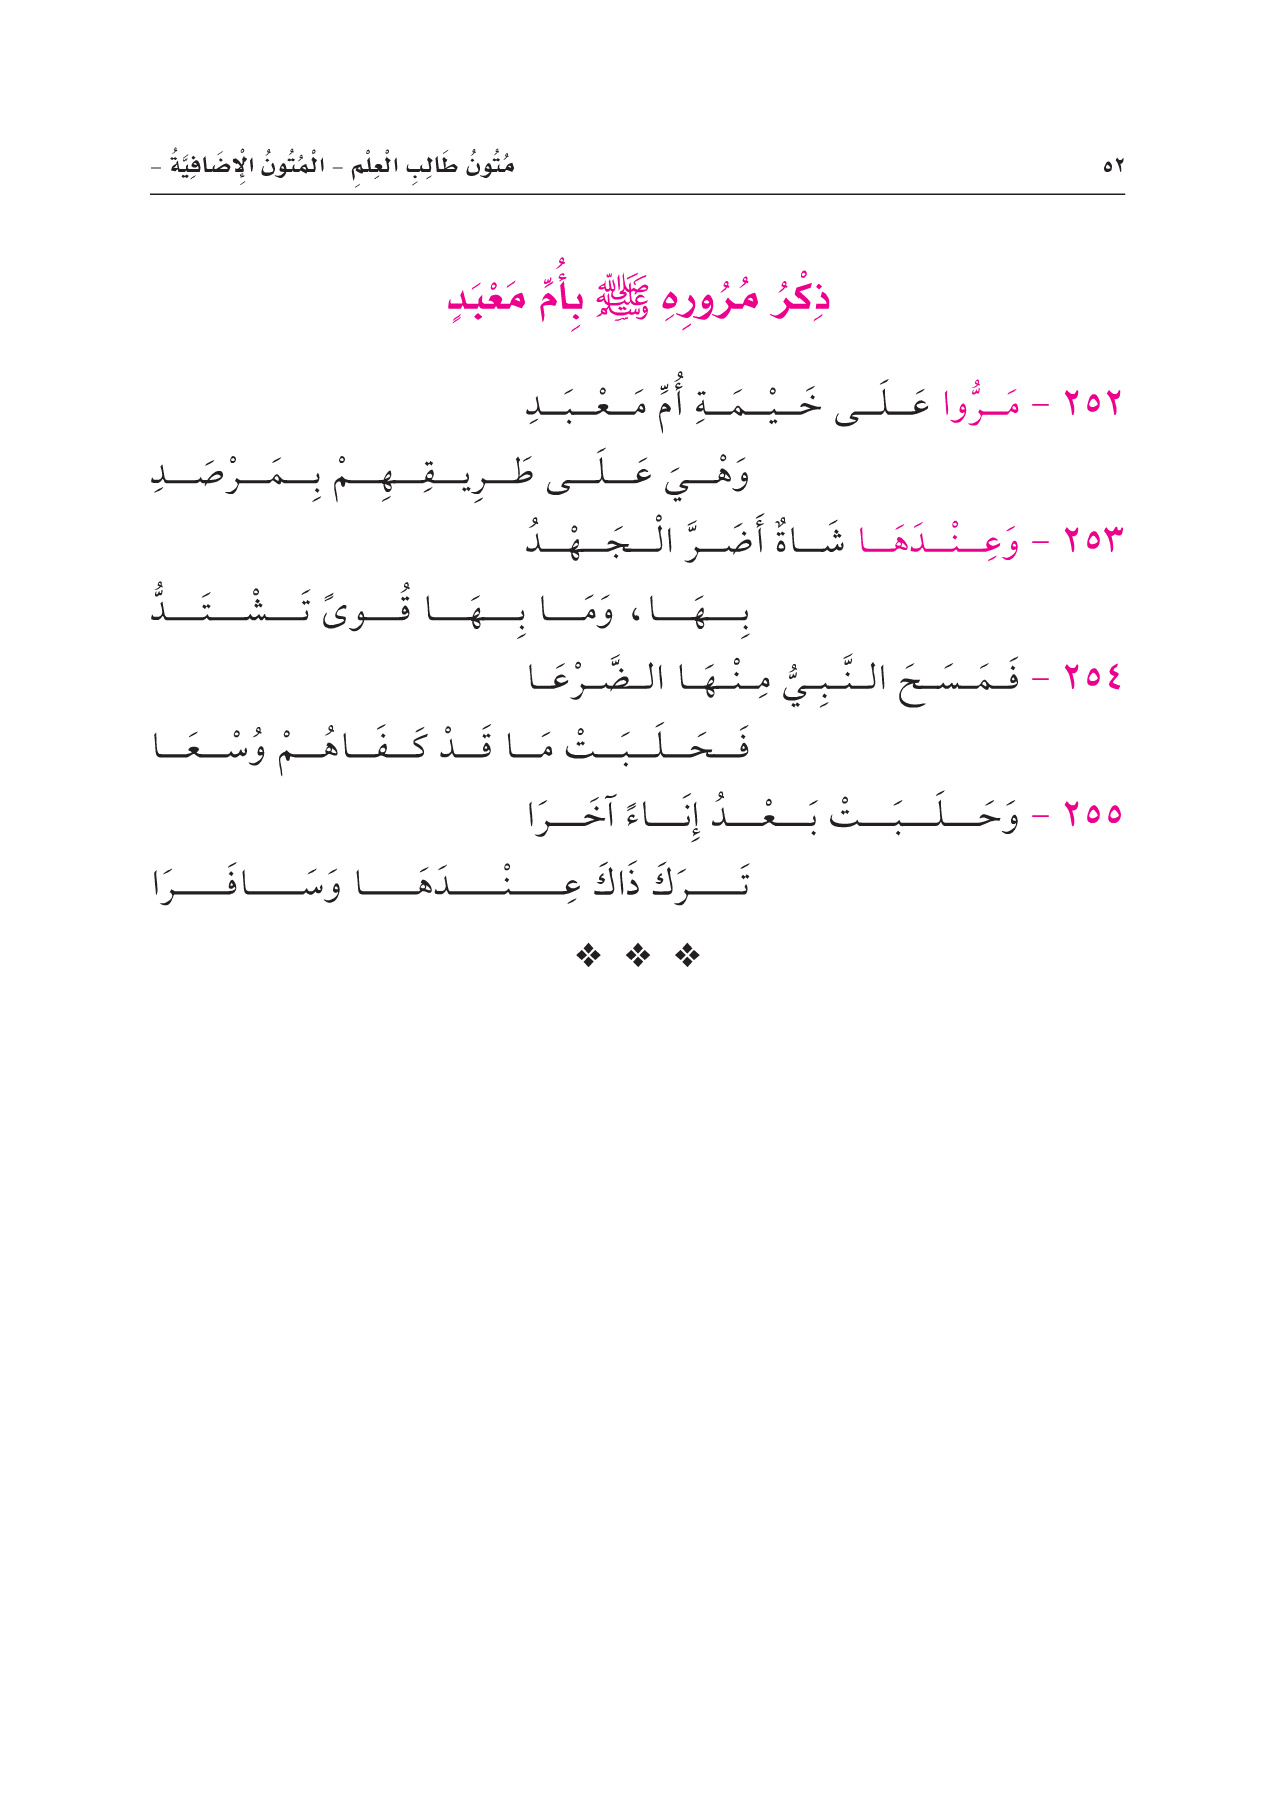 ٥٢ مُتُونُ طَالِبِ الْعِلْمِ – الْمُتُونُ الْإِضَافِيَّةُ –
ذِكْرُ مُرُورِهِ ﷺ بِأُمِّ مَعْبَدٍ
٢٥٢ – مَرُّوا عَلَى خَيْمَةِ أُمِّ مَعْبَدِ
وَهْيَ عَلَى طَرِيقِهِمْ بِمَرْصَدِ
٢٥٣ – وَعِنْدَهَا شَاةٌ أَضَرَّ الْجَهْدُ
بِهَا، وَمَا بِهَا قُوىً تَشْتَدُّ
٢٥٤ – فَمَسَحَ النَّبِيُّ مِنْهَا الضَّرْعَا
فَحَلَبَتْ مَا قَدْ كَفَاهُمْ وُسْعَا
٢٥٥ – وَحَلَبَتْ بَعْدُ إِنَاءً آخَرَا
تَرَكَ ذَاكَ عِنْدَهَا وَسَافَرَا